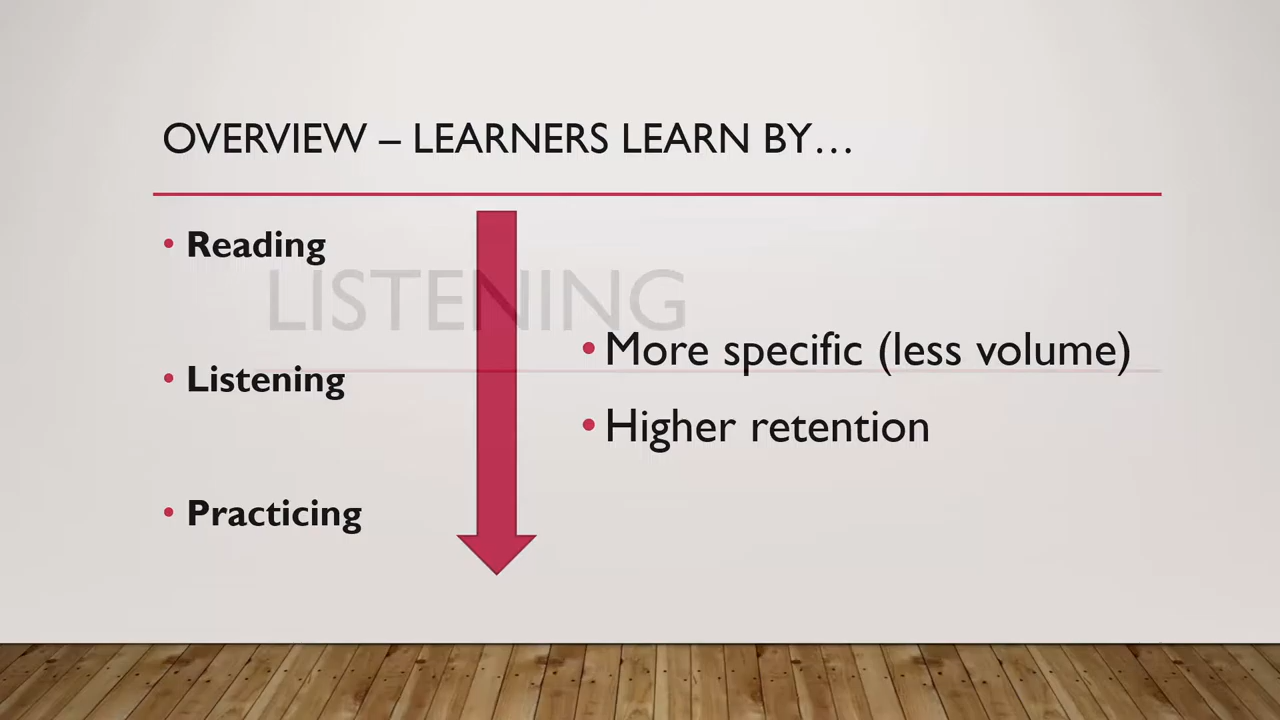 OVERVIEW – LEARNERS LEARN BY…
• Reading
LISTENING
• Listening
• Practicing
• More specific (less volume)
• Higher retention